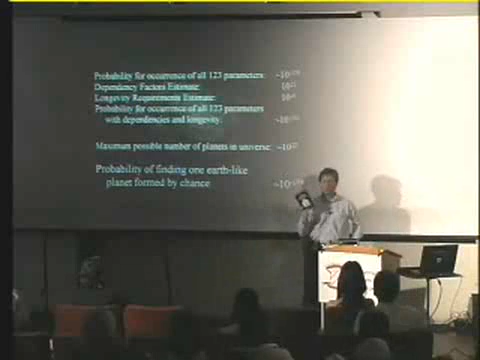 Probability for occurrence of all 123 parameters:
Dependency Factors Estimate:
Longevity Requirements Estimate:
Probability for occurrence of all 123 parameters
with dependencies and longevity:
Maximum possible number of planets in universe:
Probability of finding one earth-like
planet formed by chance